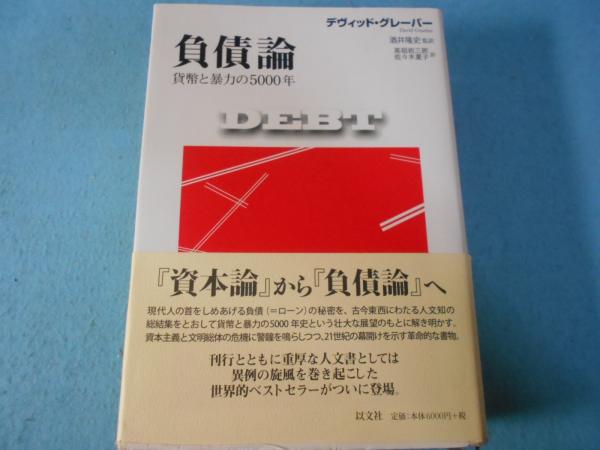 デヴィッド・グレーバー
David Graeber
酒井隆史 監訳
高祖岩三郎
佐々木夏子 訳
負債論
貨幣と暴力の5000年
DEBT
『資本論』から『負債論』へ
現代人の首をしめあげる負債（＝ローン）の秘密を、古今東西にわたる人文知の
総結集をとおして貨幣と暴力の5000年史という壮大な展望のもとに解き明かす。
資本主義と文明総体の危機に警鐘を鳴らしつつ、21世紀の幕開けを示す革命的な書物。
刊行とともに重厚な人文書としては
異例の旋風を巻き起こした
世界的ベストセラーがついに登場。
以文社 定価：本体6000円+税